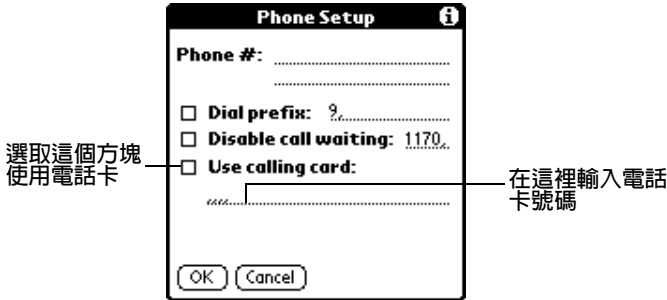 Phone Setup
Phone #:
Dial prefix: 9,
Disable call waiting: 1170,
Use calling card:
,,,,
OK Cancel
選取這個方塊
使用電話卡
在這裡輸入電話
卡號碼